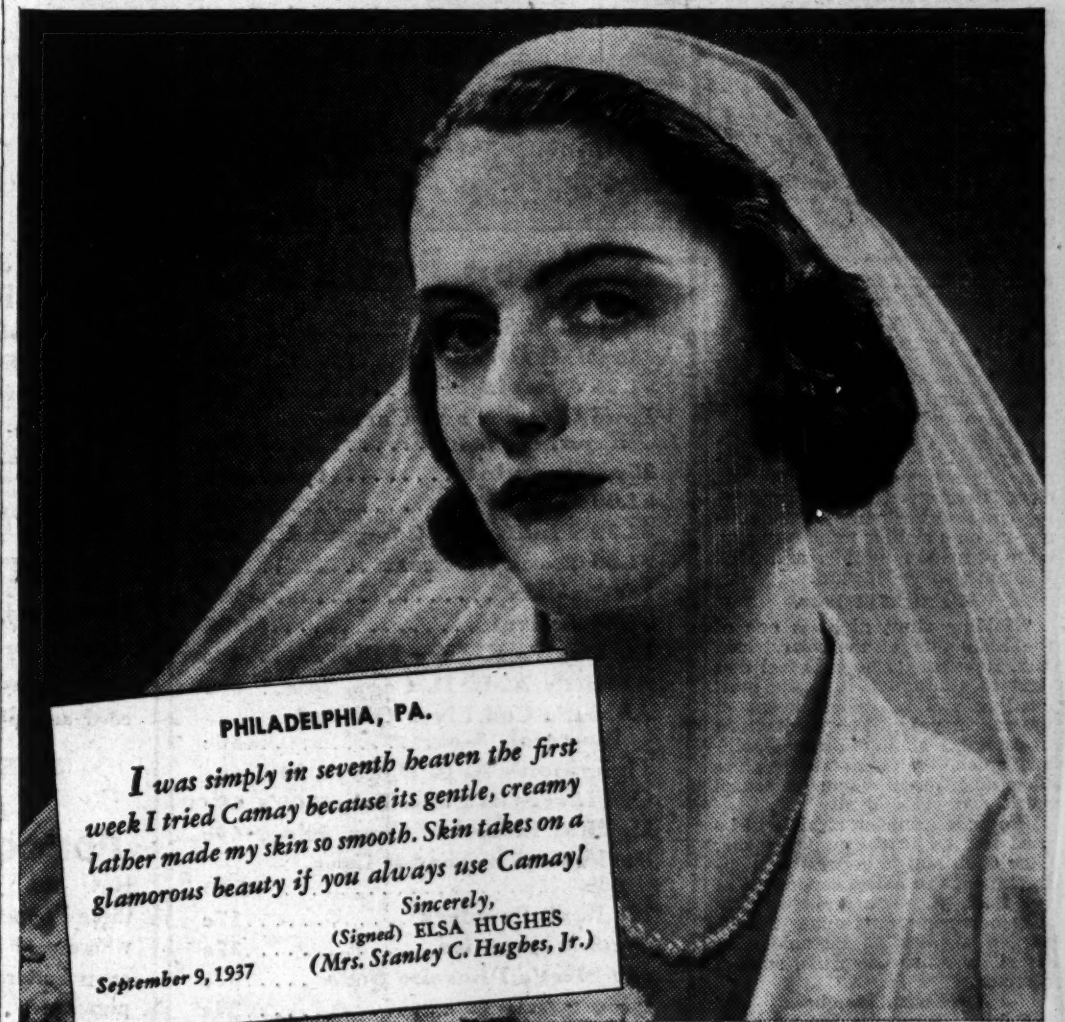 PHILADELPHIA, PA.
I was simply in seventh heaven the first
week I tried Camay because its gentle, creamy
lather made my skin so smooth. Skin takes on a
glamorous beauty if you always use Camay!
Sincerely,
(Signed) ELSA HUGHES
(Mrs. Stanley C. Hughes, Jr.)
September 9, 1937